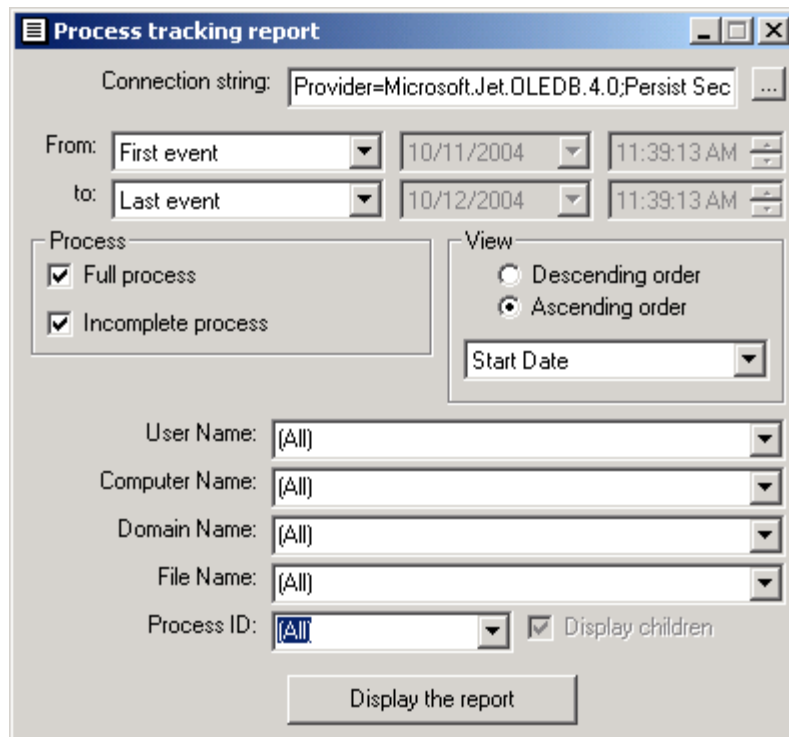 Process tracking report
Connection string: Provider=Microsoft.Jet.OLEDB.4.0;Persist Sec ...
From: First event 10/11/2004 11:39:13 AM
to: Last event 10/12/2004 11:39:13 AM
Process
Full process
Incomplete process
View
Descending order
Ascending order
Start Date
User Name: (All)
Computer Name: (All)
Domain Name: (All)
File Name: (All)
Process ID: (All) Display children
Display the report